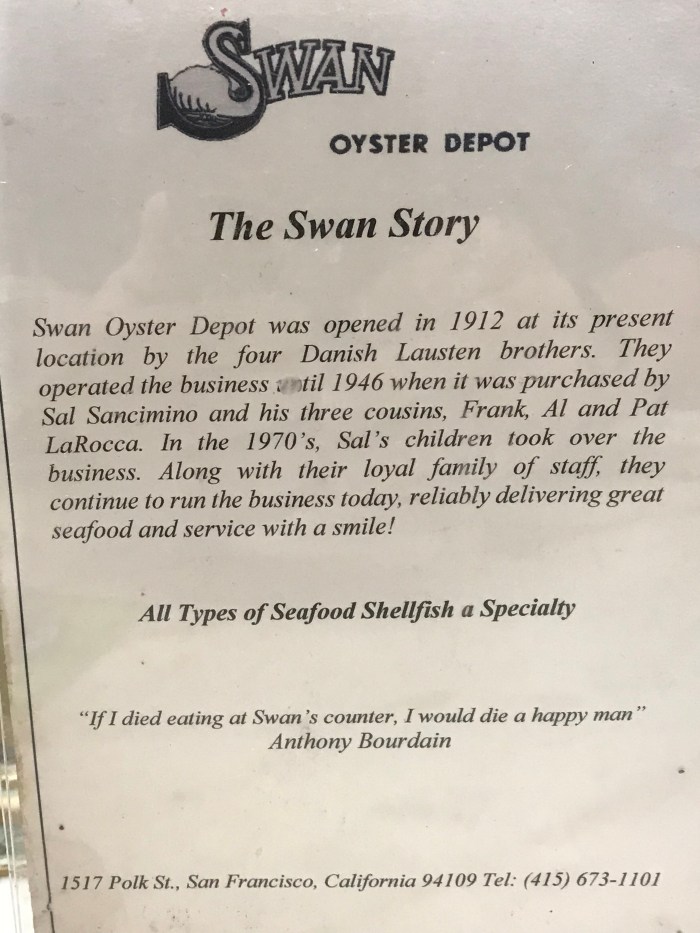 SWAN
OYSTER DEPOT
The Swan Story
Swan Oyster Depot was opened in 1912 at its present
location by the four Danish Lausten brothers. They
operated the business until 1946 when it was purchased by
Sal Sancimino and his three cousins, Frank, Al and Pat
LaRocca. In the 1970's, Sal's children took over the
business. Along with their loyal family of staff, they
continue to run the business today, reliably delivering great
seafood and service with a smile!
All Types of Seafood Shellfish a Specialty
"If I died eating at Swan's counter, I would die a happy man"
Anthony Bourdain
1517 Polk St., San Francisco, California 94109 Tel: (415) 673-1101